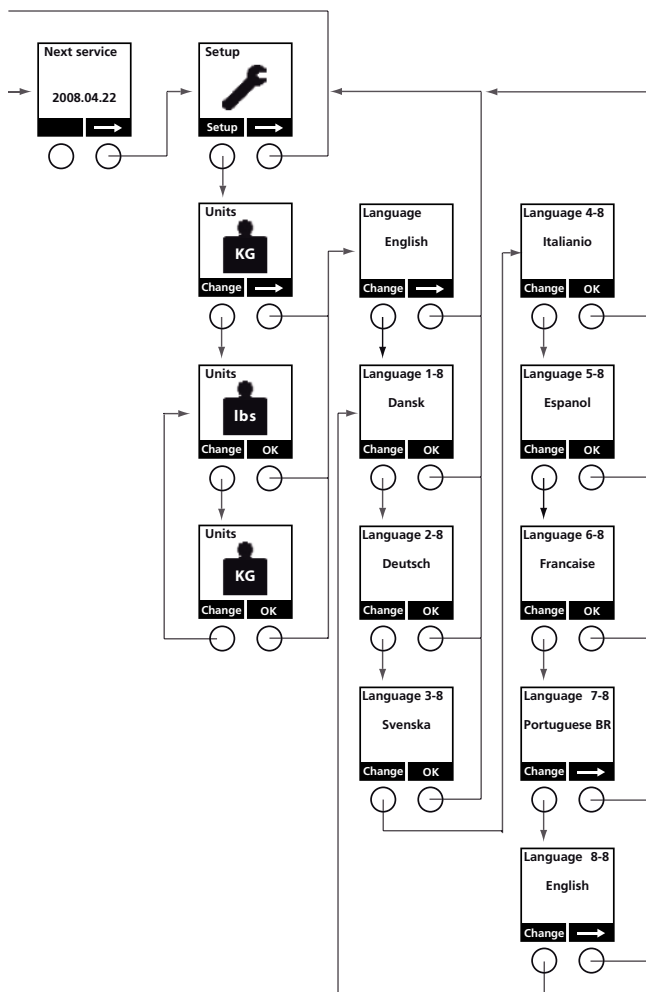 Next service
2008.04.22
Setup
Setup
Units
KG
Change
Units
lbs
Change OK
Units
KG
Change OK
Language
English
Change
Language 1-8
Dansk
Change OK
Language 2-8
Deutsch
Change OK
Language 3-8
Svenska
Change OK
Language 4-8
Italianio
Change OK
Language 5-8
Espanol
Change OK
Language 6-8
Francaise
Change OK
Language 7-8
Portuguese BR
Change
Language 8-8
English
Change